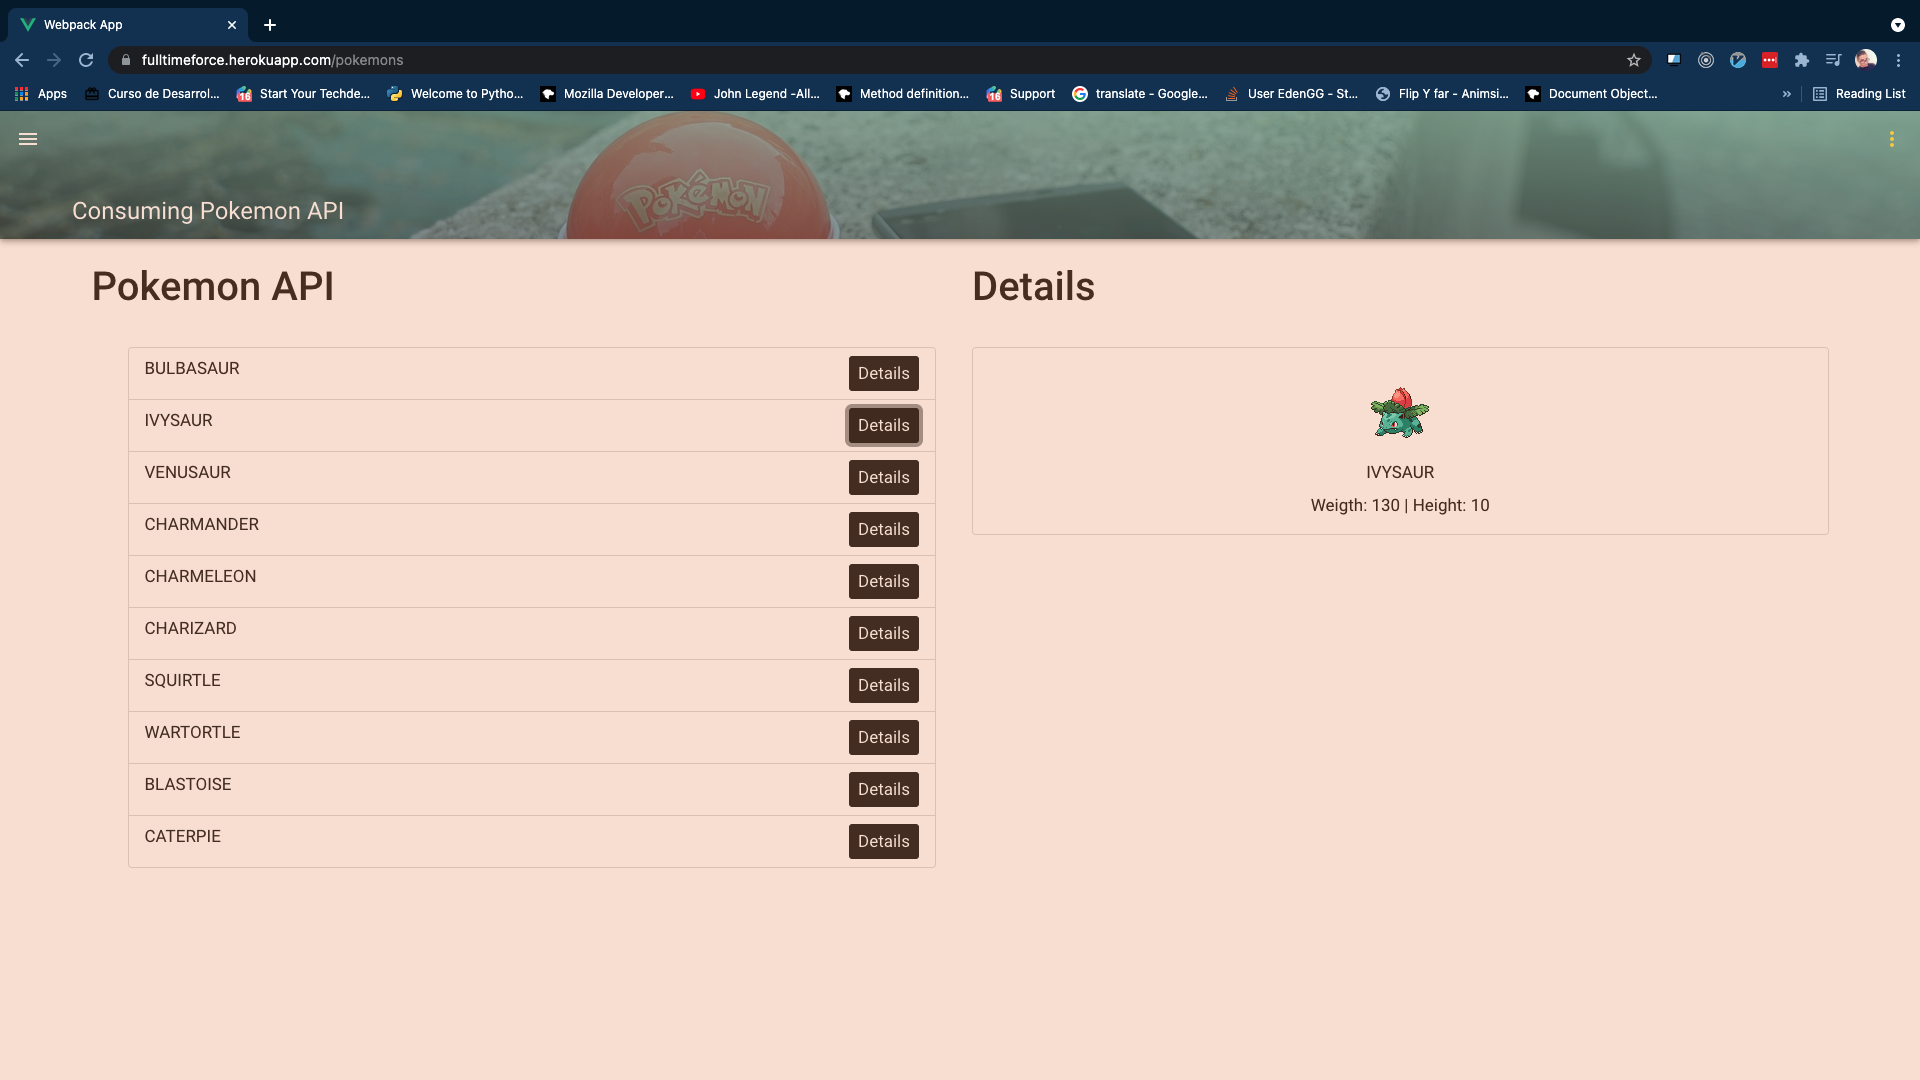 Webpack App
fulltimeforce.herokuapp.com/pokemons
Apps
Curso de Desarrol...
16
Start Your Techde...
Welcome to Pytho...
Mozilla Developer...
John Legend -All...
Method definition...
16
Support
translate - Google...
User EdenGG - St...
Flip Y far - Animsi...
Document Object...
»
Reading List
POKéMON
Consuming Pokemon API
Pokemon API
BULBASAUR Details
IVYSAUR Details
VENUSAUR Details
CHARMANDER Details
CHARMELEON Details
CHARIZARD Details
SQUIRTLE Details
WARTORTLE Details
BLASTOISE Details
CATERPIE Details
Details
IVYSAUR
Weigth: 130 | Height: 10